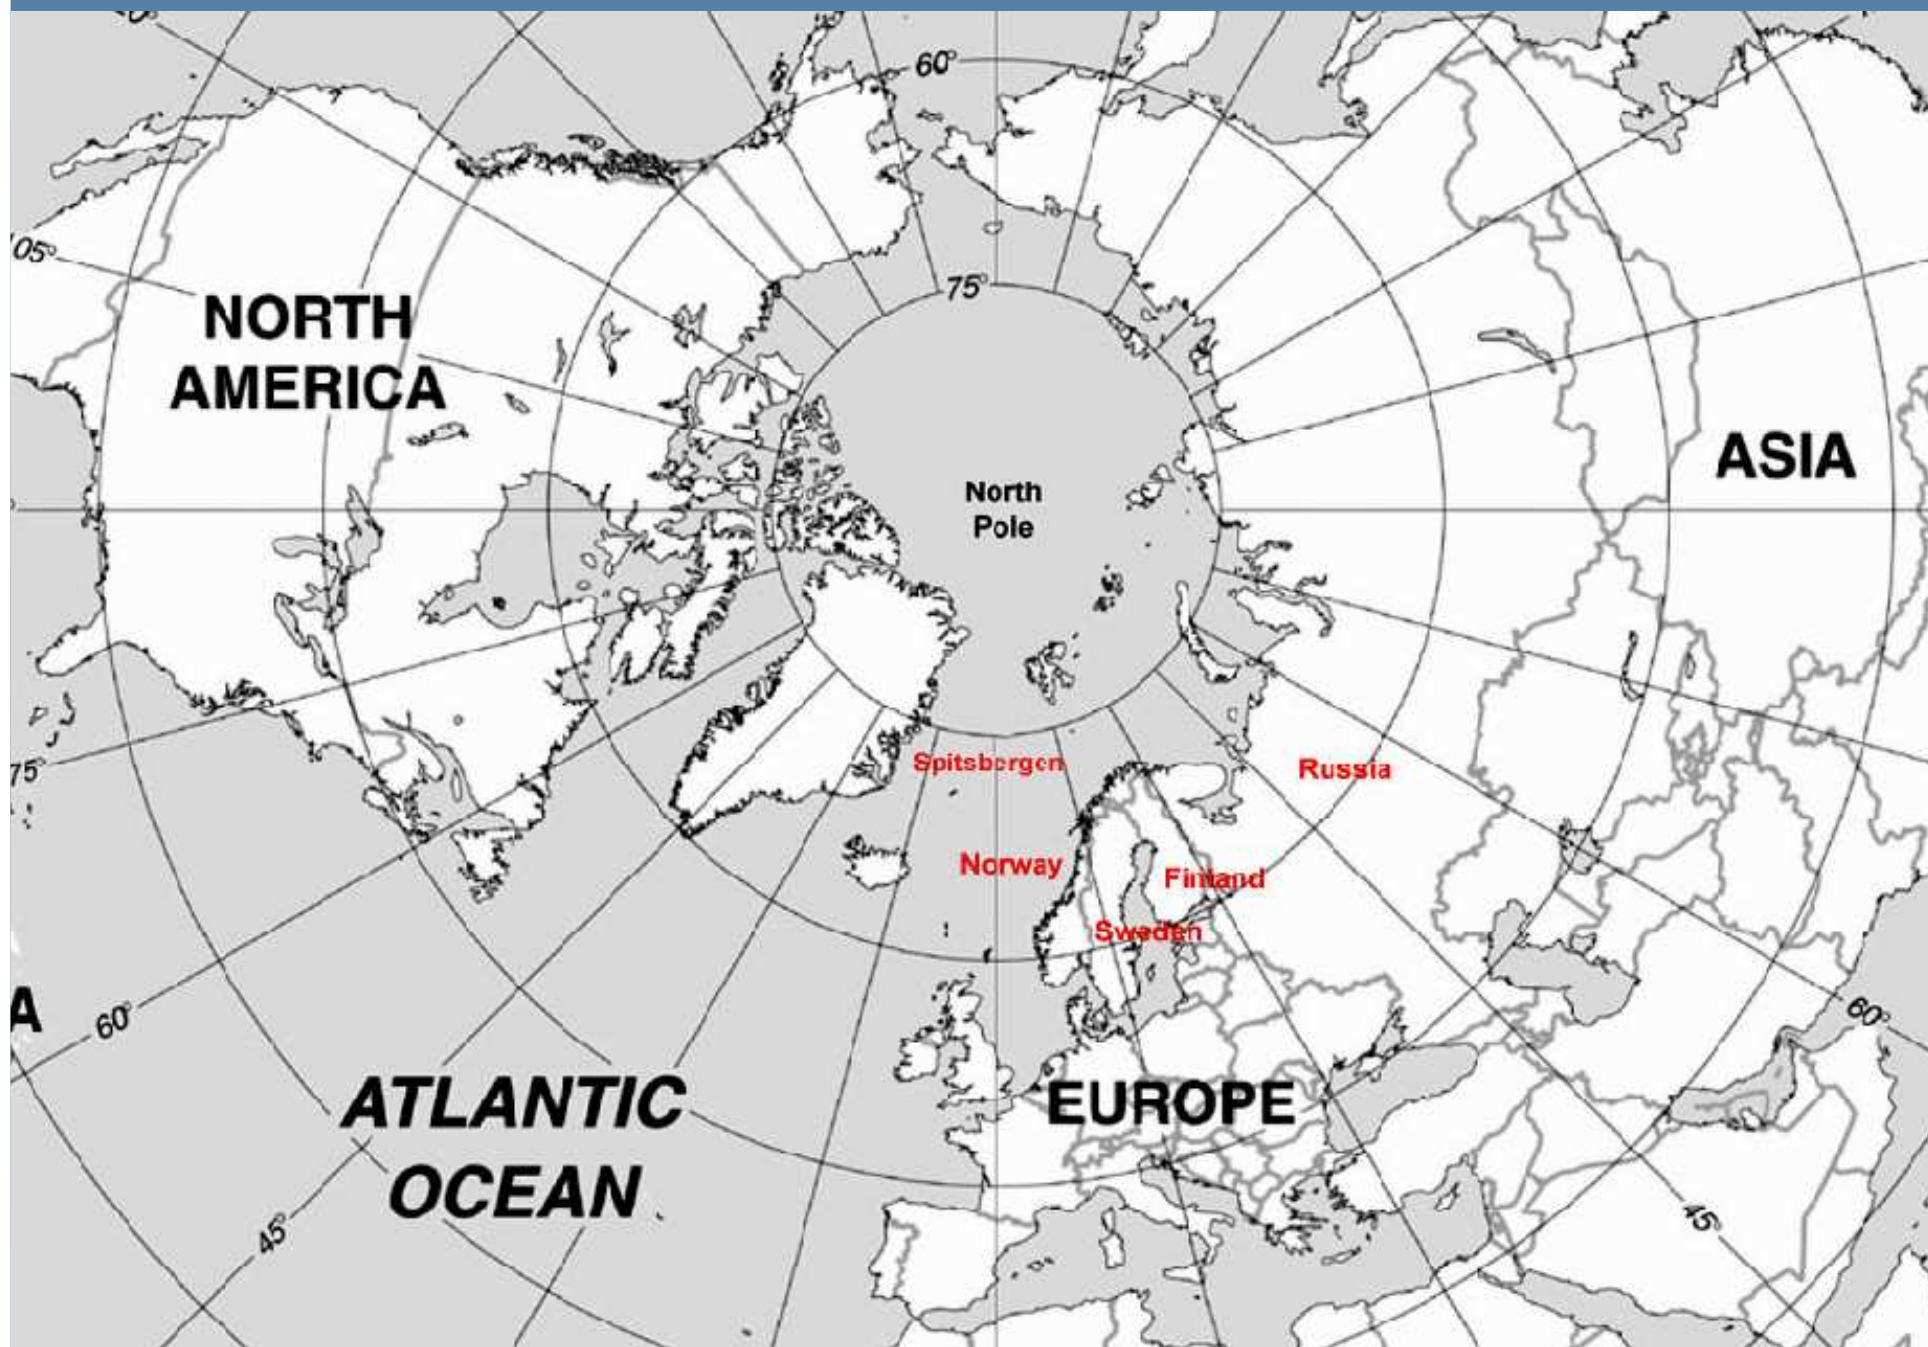 60°
05°
75°
NORTH
AMERICA
ASIA
North
Pole
Spitsbergen
Russia
75°
Norway
Finland
Sweden
A
60°
60°
ATLANTIC
OCEAN
EUROPE
45°
45°